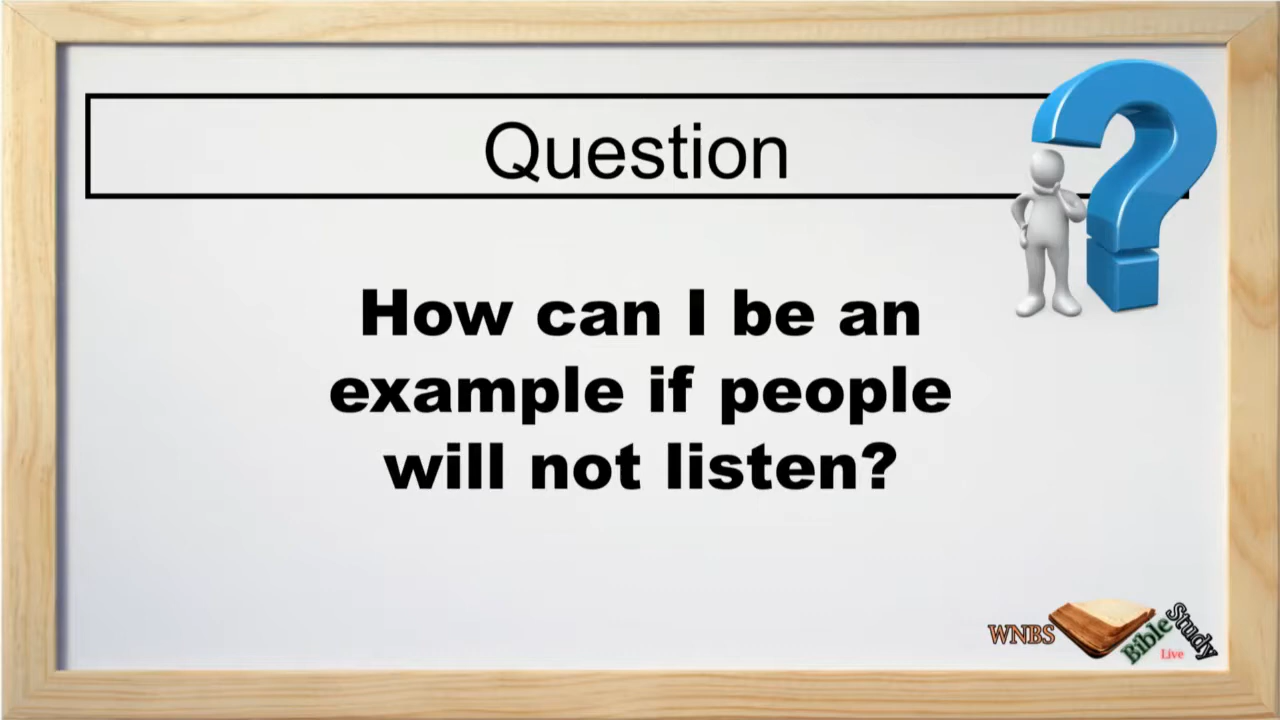 Question
How can I be an
example if people
will not listen?
WNBS
Bible
Study
Live